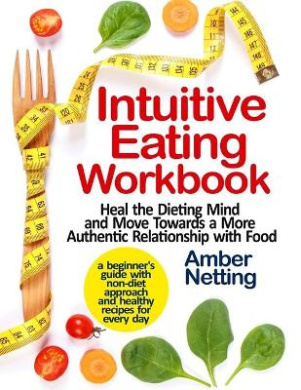 Intuitive
Eating
Workbook
Heal the Dieting Mind
and Move Towards a More
Authentic Relationship with Food
a beginner's
guide with
non-diet
approach
and healthy
recipes for
every day
Amber
Netting